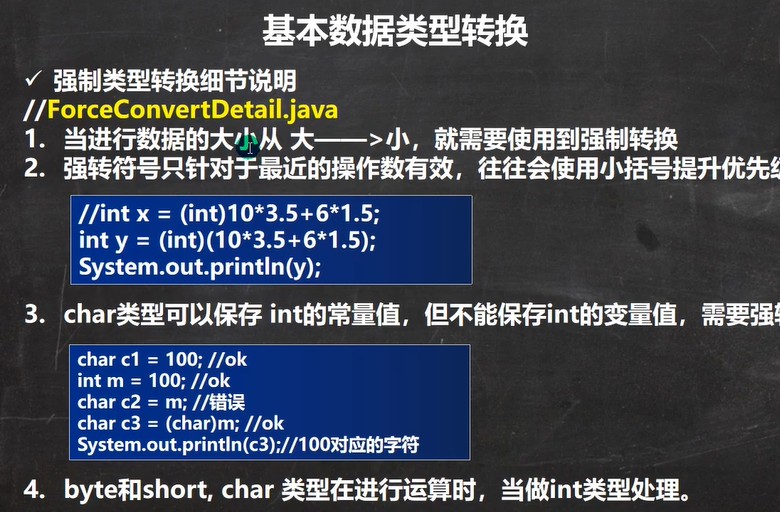 基本数据类型转换
✓ 强制类型转换细节说明
//ForceConvertDetail.java
1. 当进行数据的大小从 大——>小，就需要使用到强制转换
2. 强转符号只针对于最近的操作数有效，往往会使用小括号提升优先级
//int x = (int)10*3.5+6*1.5;
int y = (int)(10*3.5+6*1.5);
System.out.println(y);
3. char类型可以保存 int的常量值，但不能保存int的变量值，需要强转
char c1 = 100; //ok
int m = 100; //ok
char c2 = m; //错误
char c3 = (char)m; //ok
System.out.println(c3);//100对应的字符
4. byte和short, char 类型在进行运算时，当做int类型处理。